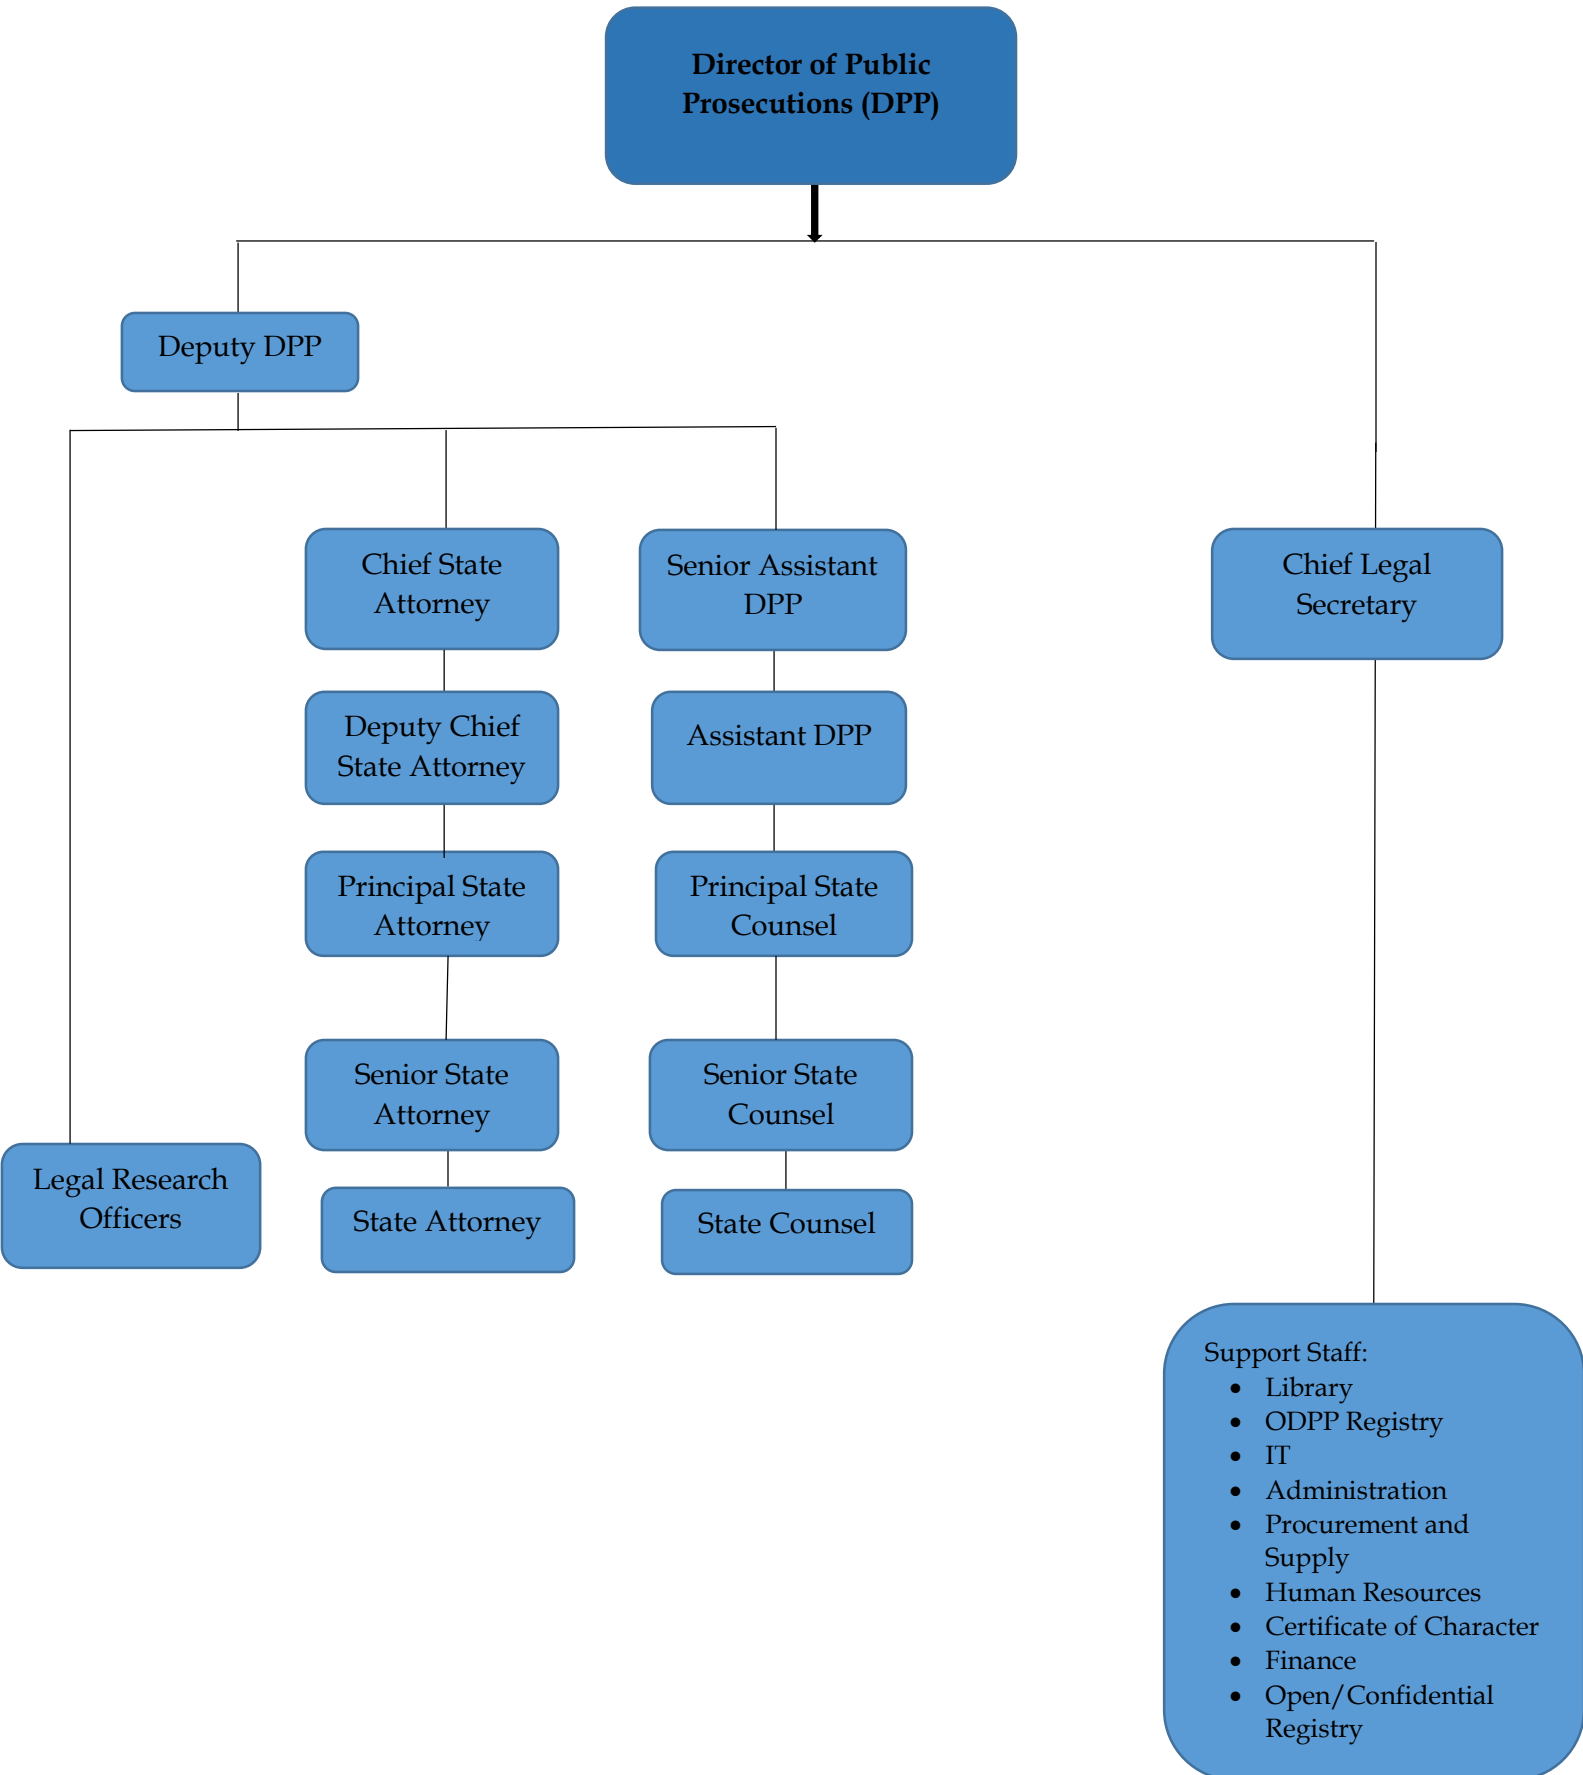 Director of Public
Prosecutions (DPP)
Deputy DPP
Chief State
Attorney
Senior Assistant
DPP
Chief Legal
Secretary
Deputy Chief
State Attorney
Assistant DPP
Principal State
Attorney
Principal State
Counsel
Senior State
Attorney
Senior State
Counsel
Legal Research
Officers
State Attorney
State Counsel
Support Staff:
• Library
• ODPP Registry
• IT
• Administration
• Procurement and
Supply
• Human Resources
• Certificate of Character
• Finance
• Open/Confidential
Registry